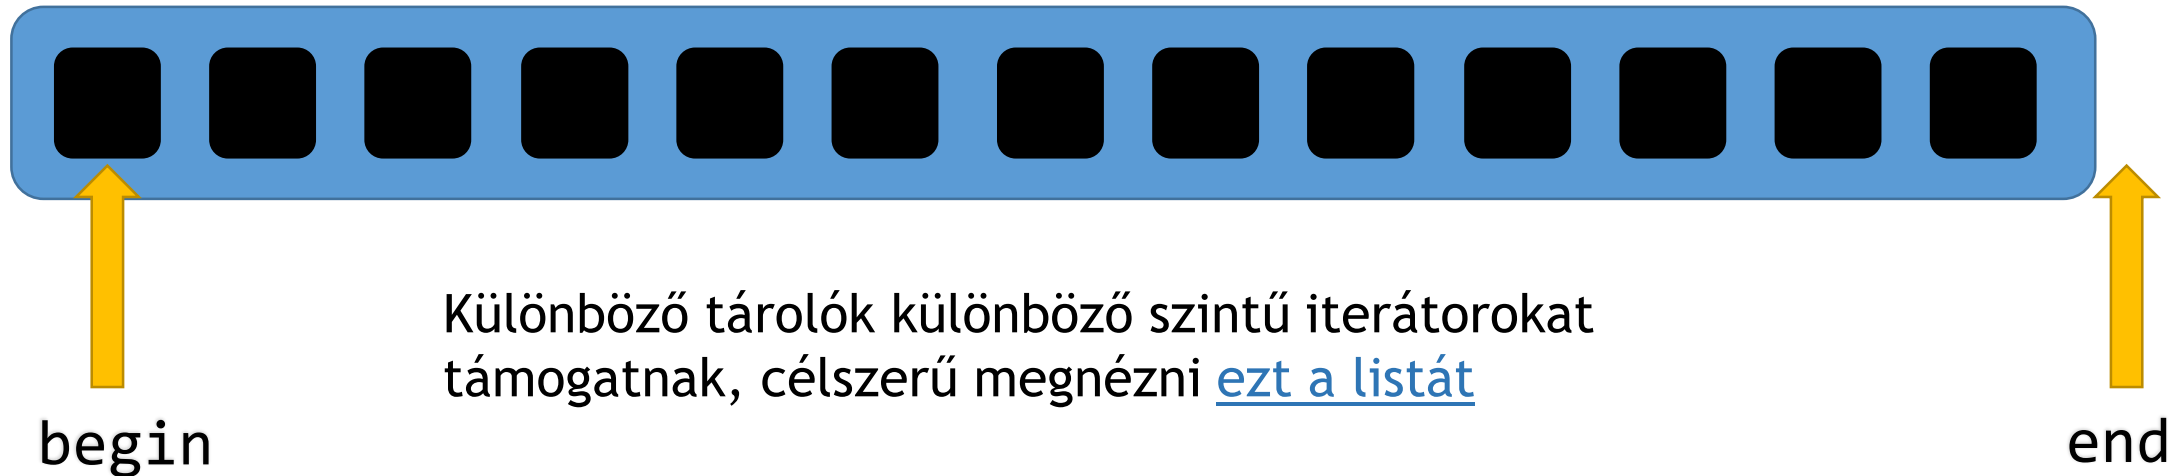 Különböző tárolók különböző szintű iterátorokat
támogatnak, célszerű megnézni ezt a listát
begin
end